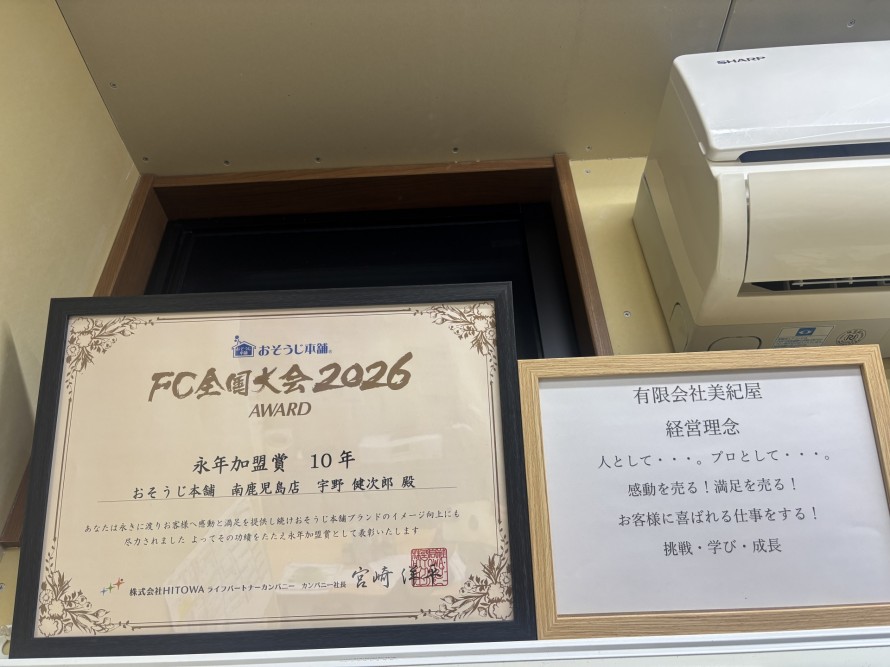 おそうじ本舗
FC全国大会2026
AWARD
永年加盟賞 10年
おそうじ本舗 南鹿児島店 宇野 健次郎 殿
あなたは永きに渡りお客様へ感動と満足を提供し続けおそうじ本舗ブランドのイメージ向上にも
尽力されました よってその功績をたたえ永年加盟賞として表彰いたします
株式会社HITOWA ライフパートナーカンパニー カンパニー社長 宮崎 洋平
有限会社美紀屋
経営理念
人として・・・。プロとして・・・。
感動を売る！満足を売る！
お客様に喜ばれる仕事をする！
挑戦・学び・成長
SHARP